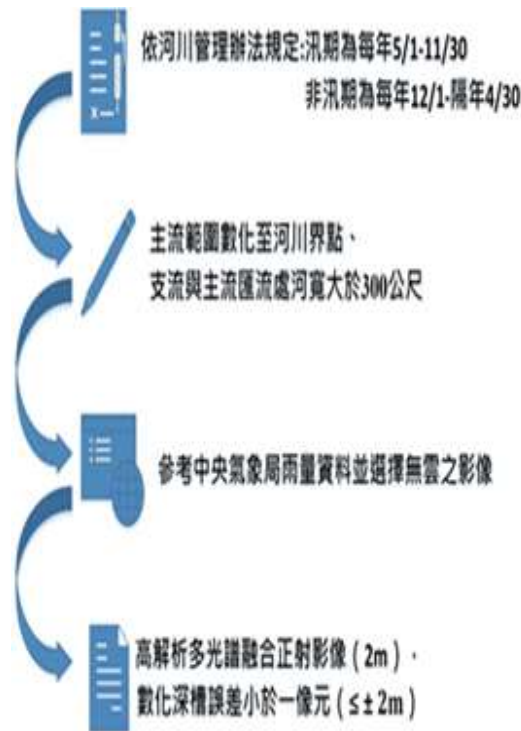 依河川管理辦法規定:汛期為每年5/1-11/30
非汛期為每年12/1-隔年4/30
主流範圍數化至河川界點、
支流與主流匯流處河寬大於300公尺
參考中央氣象局雨量資料並選擇無雲之影像
高解析多光譜融合正射影像（2m），
數化深槽誤差小於一像元（≤±2m）